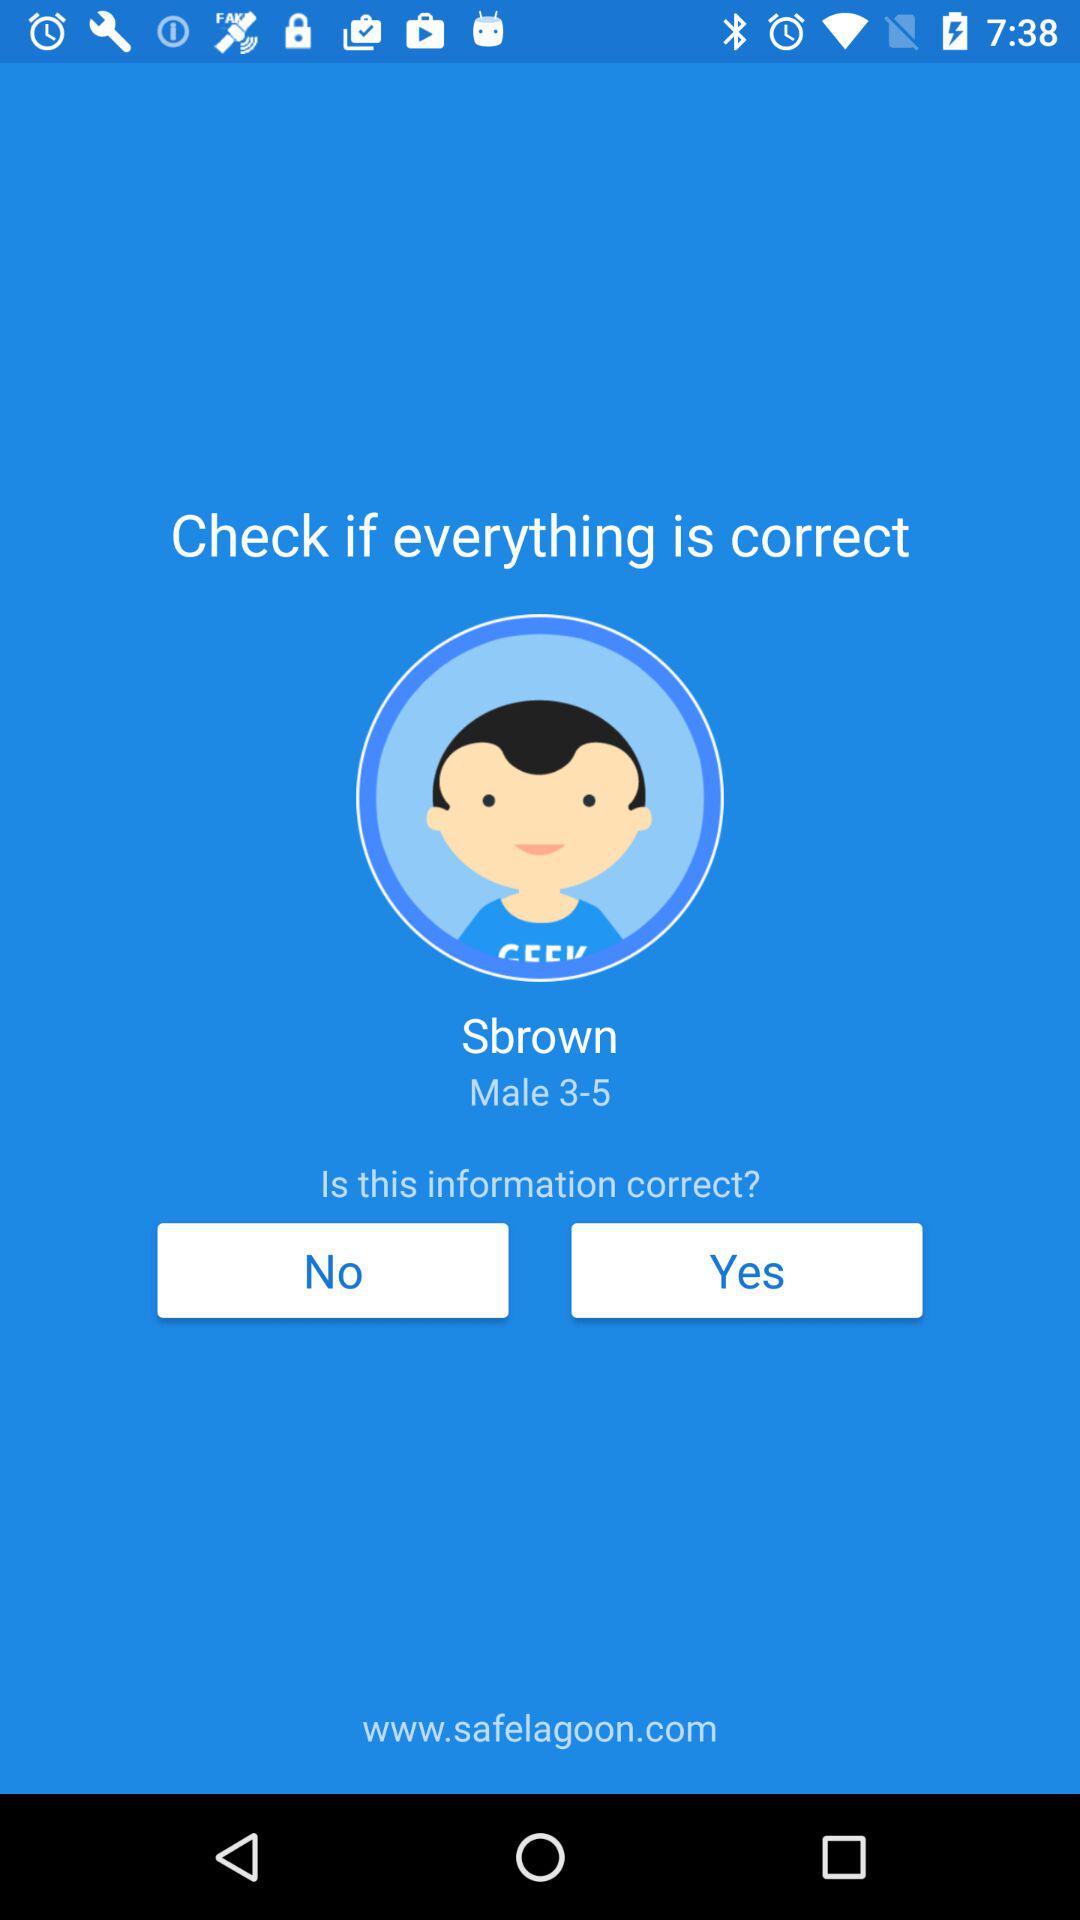 FAKE
7:38
Check if everything is correct
GEEK
Sbrown
Male 3-5
Is this information correct?
No
Yes
www.safelagoon.com